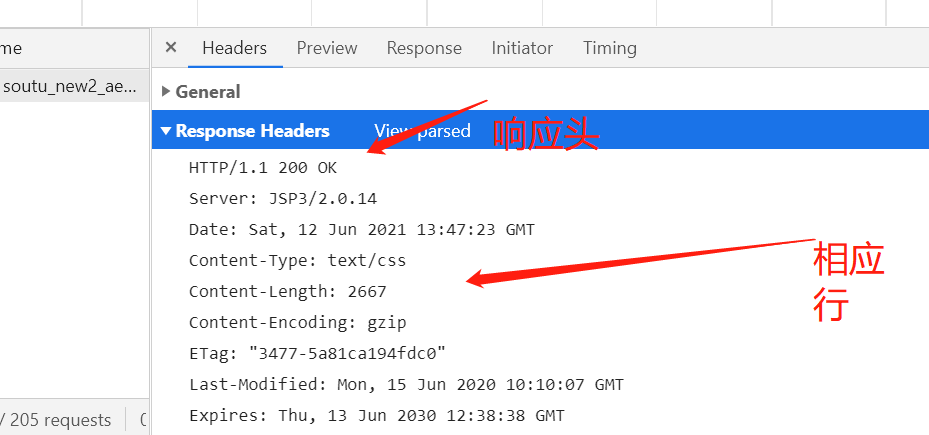 me
soutu_new2_ae...
/ 205 requests
Headers Preview Response Initiator Timing
General
Response Headers View parsed
响应头
HTTP/1.1 200 OK
Server: JSP3/2.0.14
Date: Sat, 12 Jun 2021 13:47:23 GMT
Content-Type: text/css
Content-Length: 2667
Content-Encoding: gzip
ETag: "3477-5a81ca194fdc0"
Last-Modified: Mon, 15 Jun 2020 10:10:07 GMT
Expires: Thu, 13 Jun 2030 12:38:38 GMT
相应
行